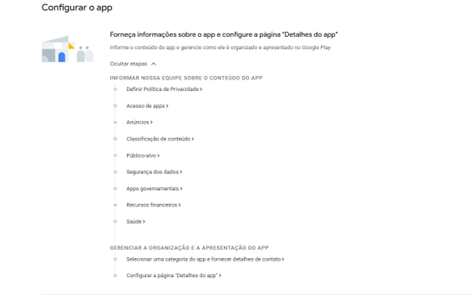 Configurar o app
Forneça informações sobre o app e configure a página "Detalhes do app"
Informe o conteúdo do app e gerencie como ele é organizado e apresentado no Google Play
Ocultar etapas
INFORMAR NOSSA EQUIPE SOBRE O CONTEÚDO DO APP
Definir Política de Privacidade >
Acesso de apps >
Anúncios >
Classificação de conteúdo >
Público-alvo >
Segurança dos dados >
Apps governamentais >
Recursos financeiros >
Saúde >
GERENCIAR A ORGANIZAÇÃO E A APRESENTAÇÃO DO APP
Selecionar uma categoria do app e fornecer detalhes de contato >
Configurar a página "Detalhes do app" >